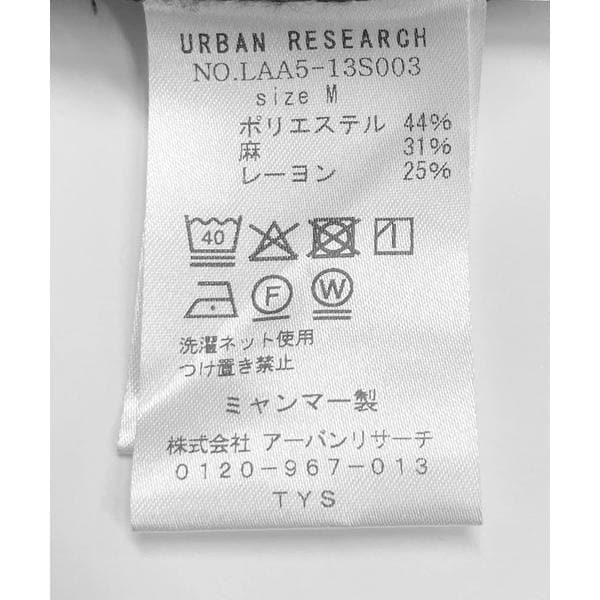 URBAN RESEARCH
NO.LAA5-13S003
size M
ポリエステル 44%
麻 31%
レーヨン 25%
40
F W
洗濯ネット使用
つけ置き禁止
ミャンマー製
株式会社 アーバンリサーチ
0120-967-013
TYS